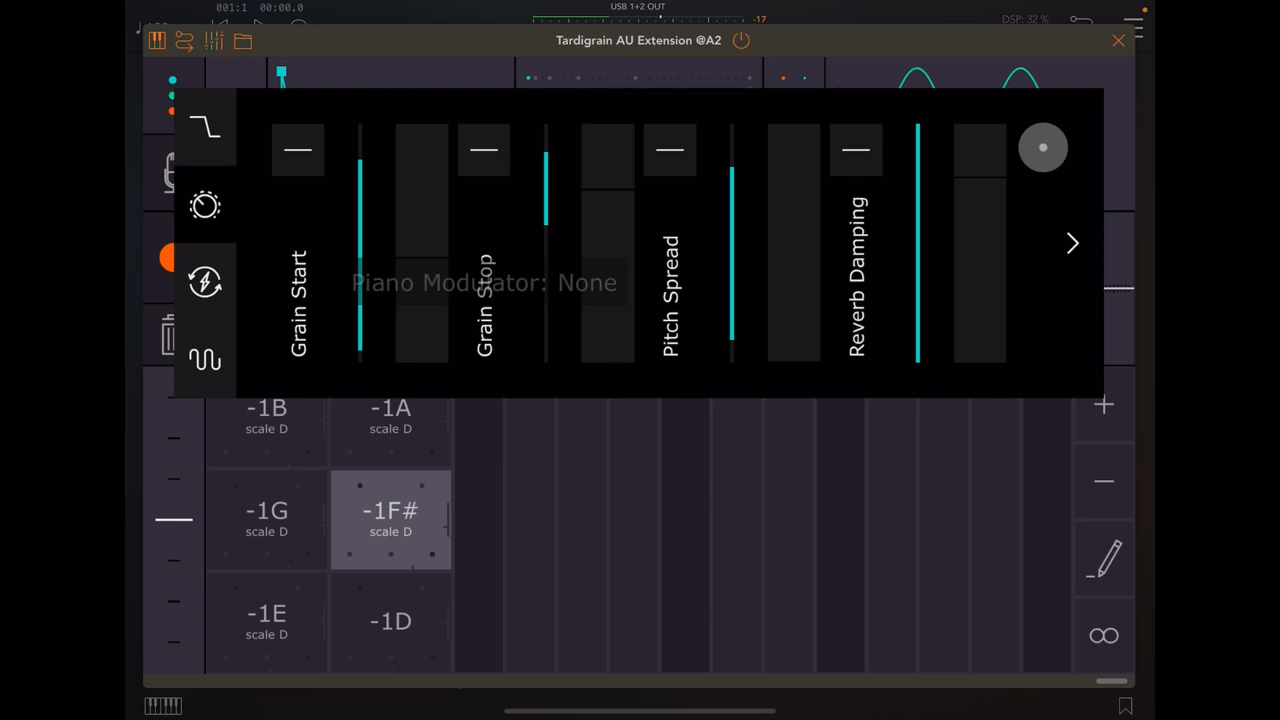 001:1 00:00.0
USB 1+2 OUT
-17
DSP: 32 %
Tardigrain AU Extension @A2
Grain Start
Grain Stop
Pitch Spread
Reverb Damping
Piano Modulator: None
-1B
scale D
-1A
scale D
-1G
scale D
-1F#
scale D
-1E
scale D
-1D